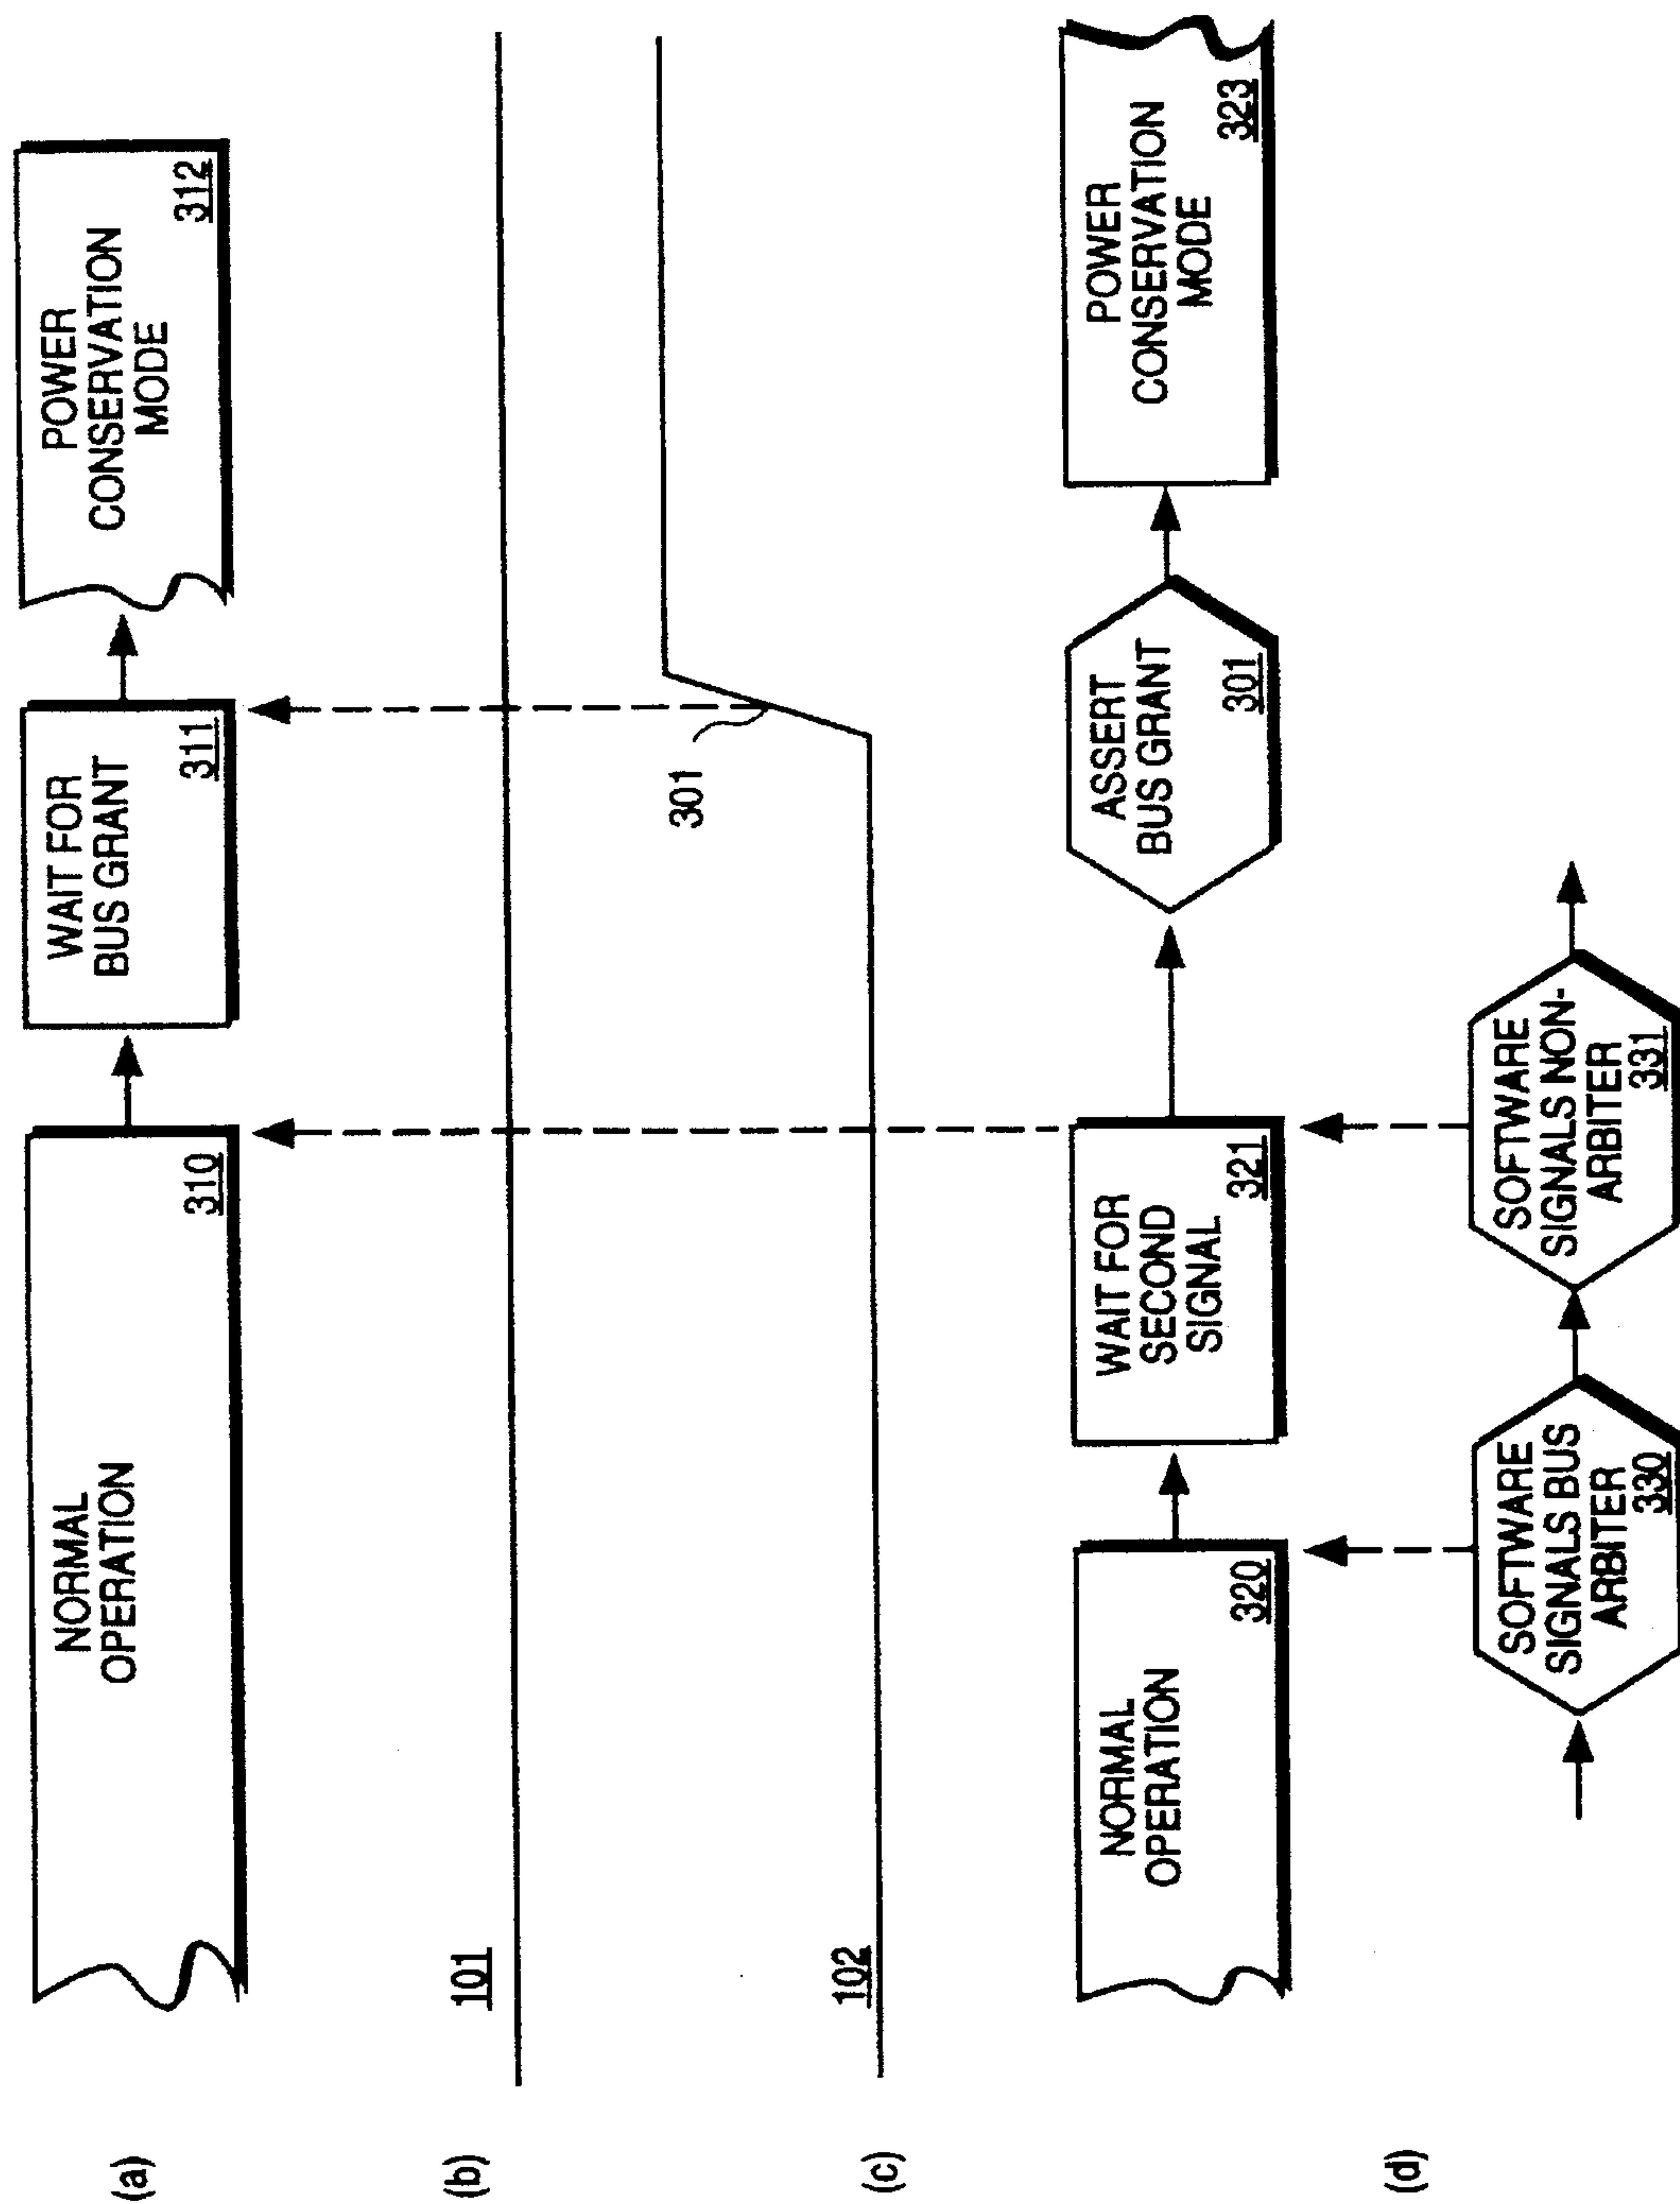 (a)
NORMAL
OPERATION
310
WAIT FOR
BUS GRANT
311
POWER
CONSERVATION
MODE
312
(b)
101
301
(c)
102
NORMAL
OPERATION
320
WAIT FOR
SECOND
SIGNAL
321
ASSERT
BUS GRANT
301
POWER
CONSERVATION
MODE
323
(d)
SOFTWARE
SIGNALS BUS
ARBITER
330
SOFTWARE
SIGNALS NON-
ARBITER
331